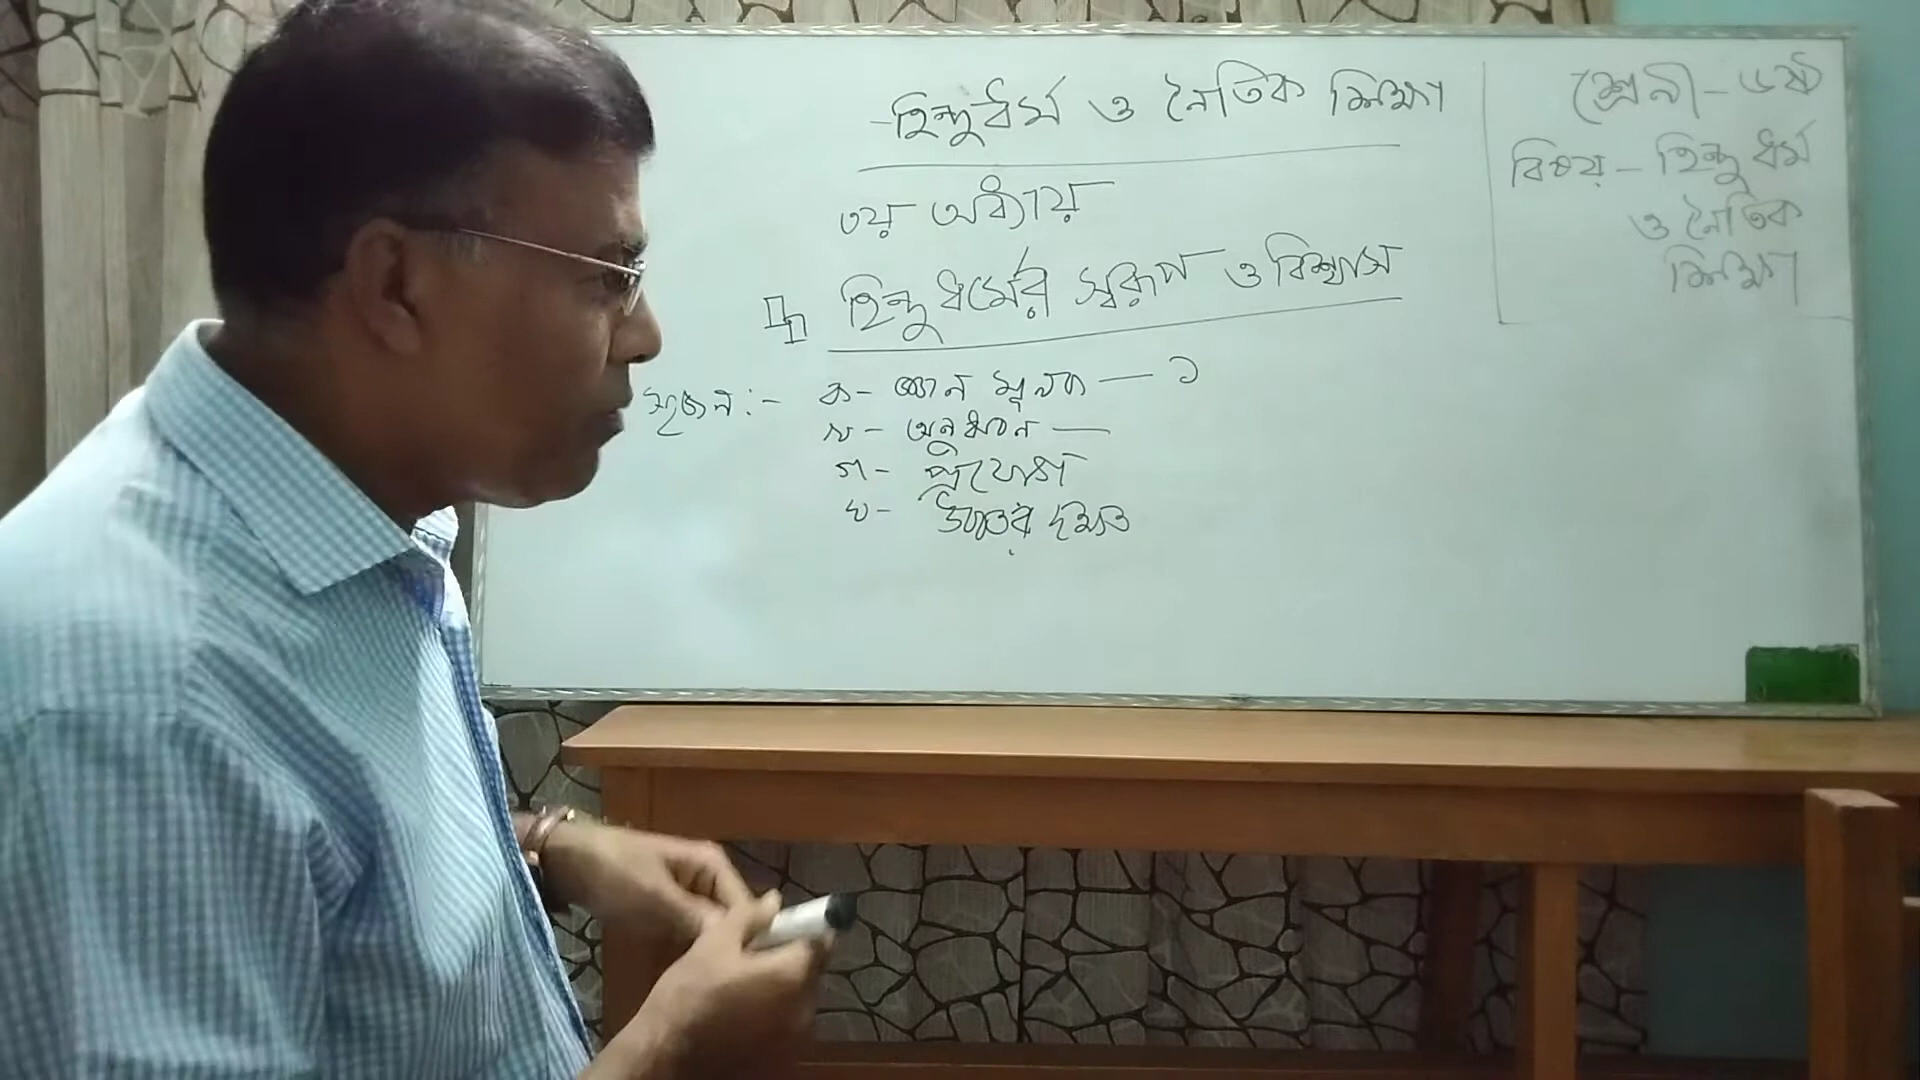 হিন্দুধর্ম ও নৈতিক শিক্ষা
৩য় অধ্যায়
হিন্দুধর্মের স্বরূপ ও বিশ্বাস
সৃজন :- ক- জ্ঞান মূলক — ১
খ- অনুধাবন —
গ- প্রয়োগ
ঘ- উচ্চতর দক্ষতা
শ্রেনী - ৬ষ্ঠ
বিষয় - হিন্দু ধর্ম
ও নৈতিক
শিক্ষা